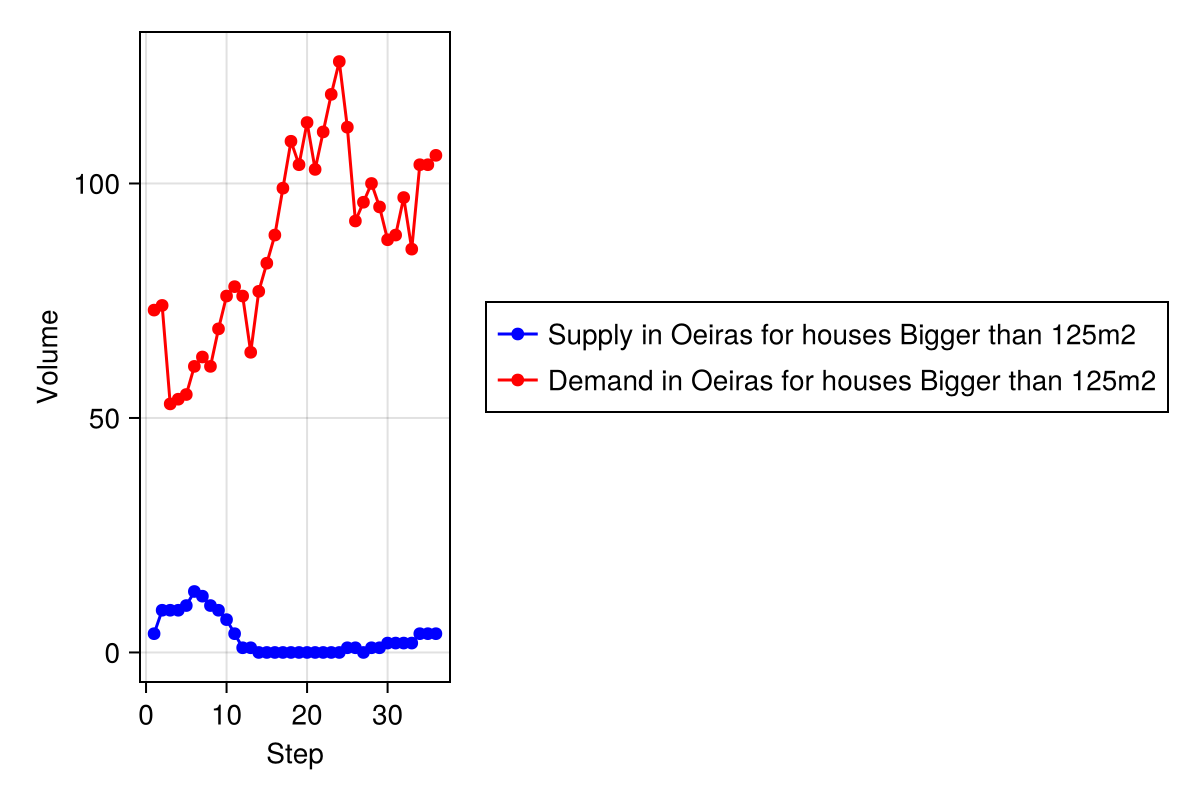 Volume
100
50
0
0 10 20 30
Step
Supply in Oeiras for houses Bigger than 125m2
Demand in Oeiras for houses Bigger than 125m2